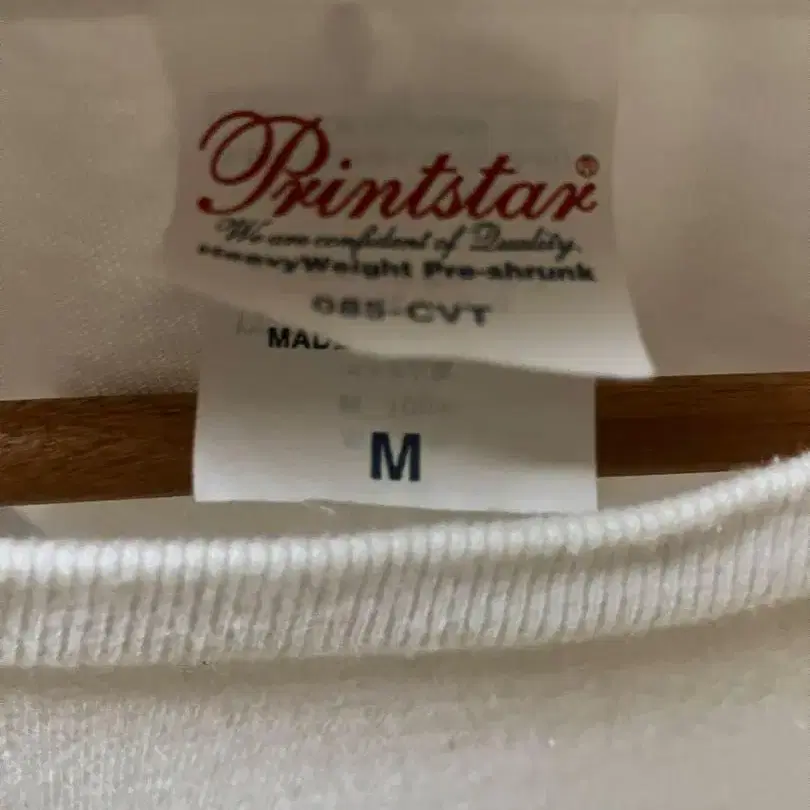 Printstar®
We are confident of Quality.
HeavyWeight Pre-shrunk
085-CVT
MADE
M